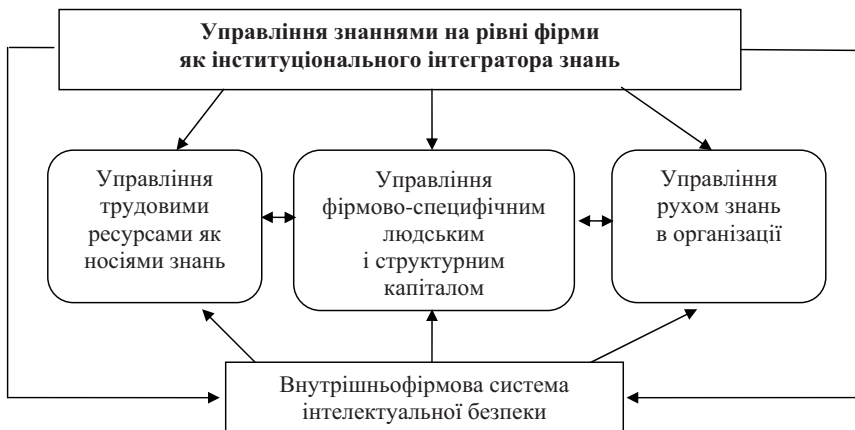 Управління знаннями на рівні фірми
як інституціонального інтегратора знань
Управління
трудовими
ресурсами як
носіями знань
Управління
фірмово-специфічним
людським
і структурним
капіталом
Управління
рухом знань
в організації
Внутрішньофірмова система
інтелектуальної безпеки